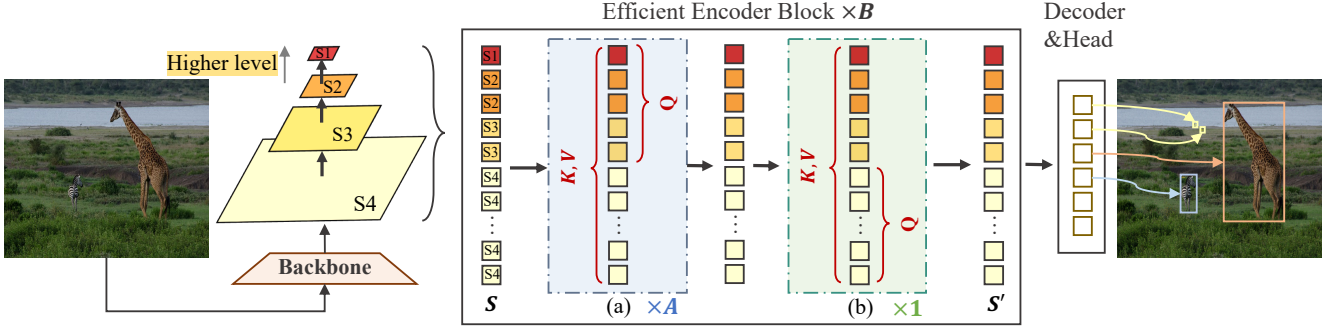 Efficient Encoder Block ×B
Decoder
&Head
Higher level
S1
S2
S3
S4
Backbone
S1
S2
S2
S3
S3
S4
S4
⋮
S4
S4
S
K, V
Q
⋮
(a)
×A
⋮
K, V
Q
⋮
(b)
×1
⋮
S′